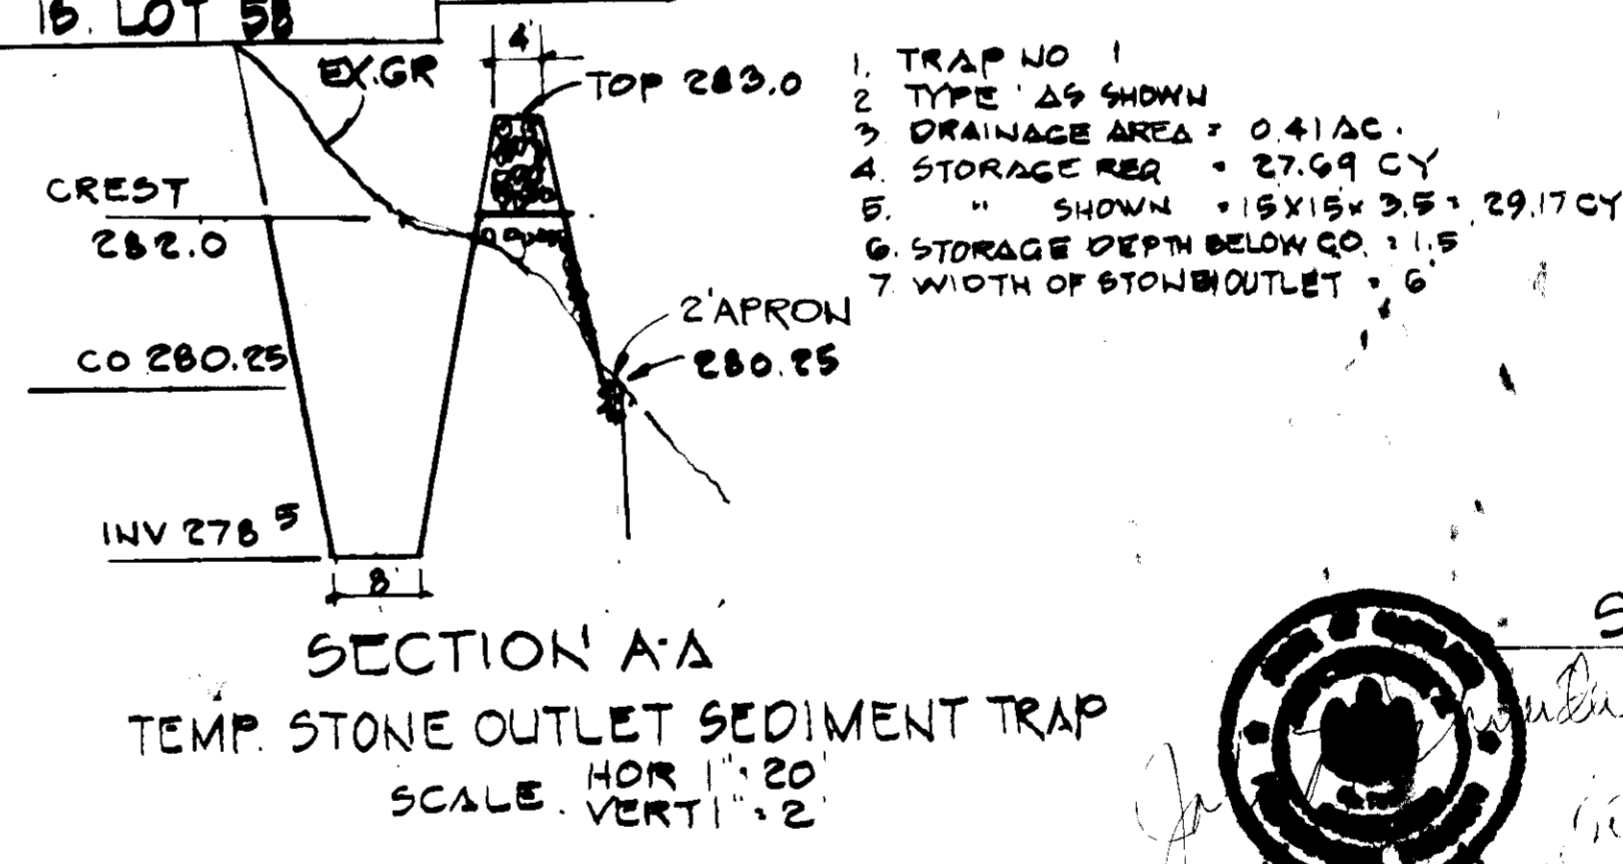 15. LOT 5B
4'
EX.GR
TOP 283.0
CREST
282.0
CO 280.25
2' APRON
280.25
INV 278 5
8'
1. TRAP NO 1
2 TYPE AS SHOWN
3. DRAINAGE AREA = 0.41 AC.
4. STORAGE REQ = 27.69 CY
5. " SHOWN = 15X15X 3.5 = 29.17 CY
6. STORAGE DEPTH BELOW CO. = 1.5'
7. WIDTH OF STONE OUTLET = 6'
SECTION A-A
TEMP. STONE OUTLET SEDIMENT TRAP
SCALE. HOR 1" = 20'
VERT 1" = 2'